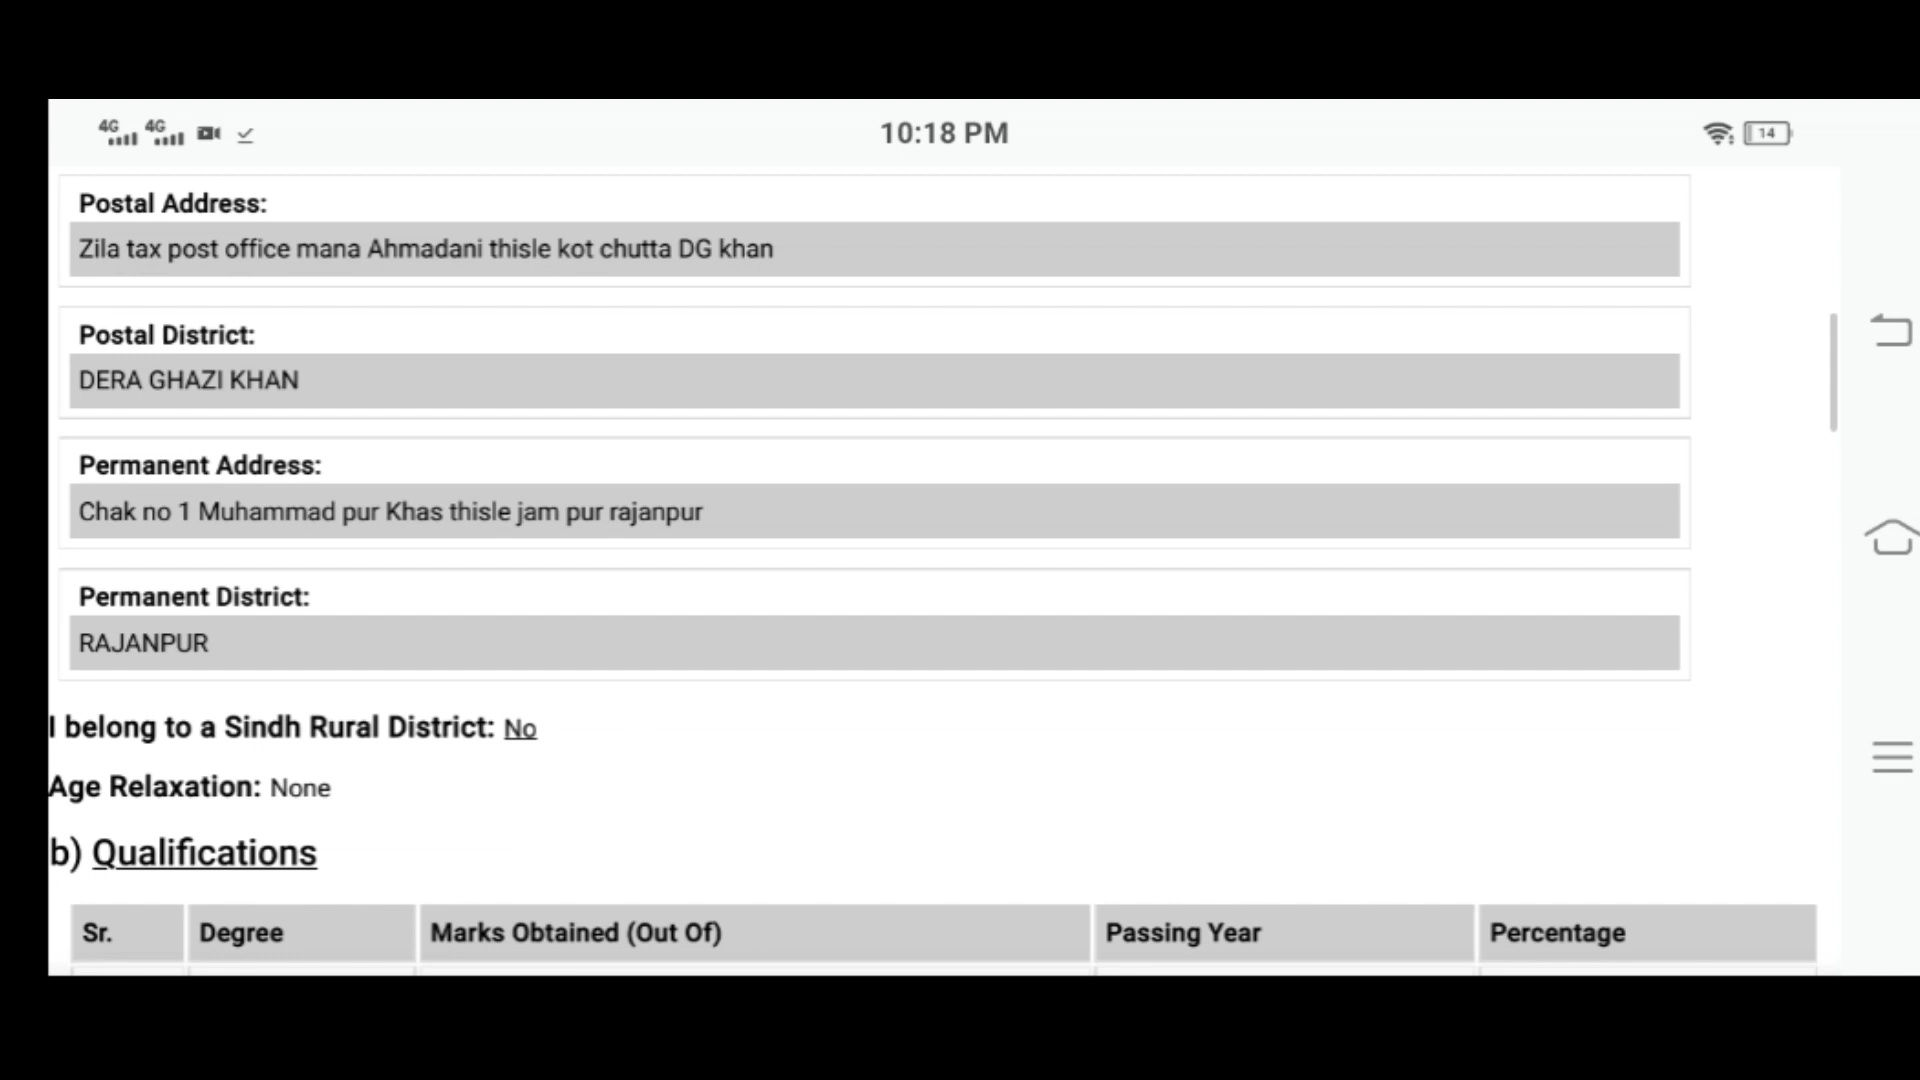 4G 4G 10:18 PM 14
Postal Address:
Zila tax post office mana Ahmadani thisle kot chutta DG khan
Postal District:
DERA GHAZI KHAN
Permanent Address:
Chak no 1 Muhammad pur Khas thisle jam pur rajanpur
Permanent District:
RAJANPUR
I belong to a Sindh Rural District: No
Age Relaxation: None
b) Qualifications
Sr. Degree Marks Obtained (Out Of) Passing Year Percentage